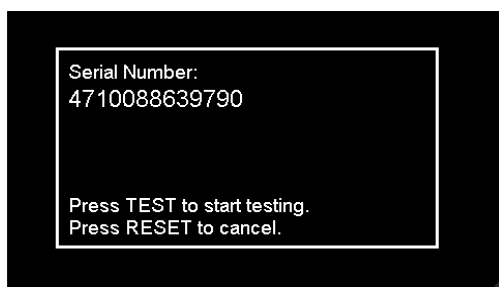 Serial Number:
4710088639790
Press TEST to start testing.
Press RESET to cancel.